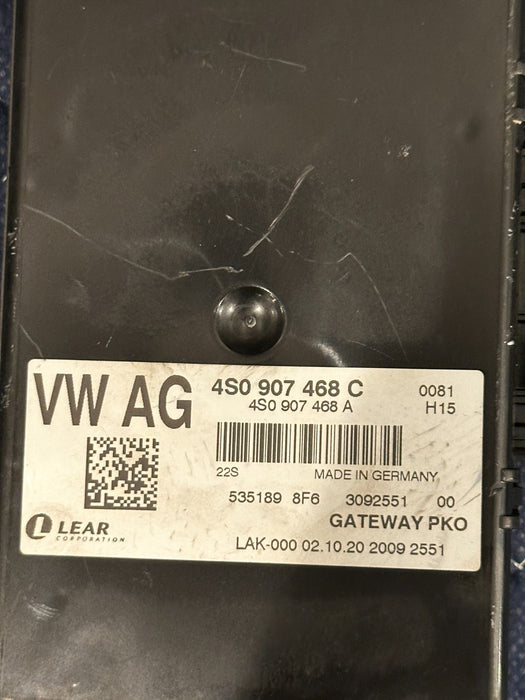 VW AG
4S0 907 468 C 0081
4S0 907 468 A H15
22S MADE IN GERMANY
535189 8F6 3092551 00
GATEWAY PKO
LEAR
CORPORATION
LAK-000 02.10.20 2009 2551